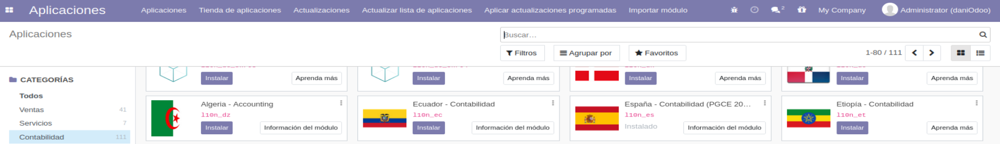 Aplicaciones
Aplicaciones Tienda de aplicaciones Actualizaciones Actualizar lista de aplicaciones Aplicar actualizaciones programadas Importar módulo 2 My Company Administrator (daniOdoo)
Aplicaciones
Buscar...
Filtros Agrupar por Favoritos 1-80 / 111
CATEGORÍAS
Todos
Ventas 41
Servicios 7
Contabilidad 111
Instalar Aprenda más
Instalar Aprenda más
Instalar Aprenda más
Instalar Aprenda más
Algeria - Accounting
l10n_dz
Instalar Información del módulo
Ecuador - Contabilidad
l10n_ec
Instalar Información del módulo
España - Contabilidad (PGCE 20...
l10n_es
Instalado Información del módulo
Etiopía - Contabilidad
l10n_et
Instalar Aprenda más